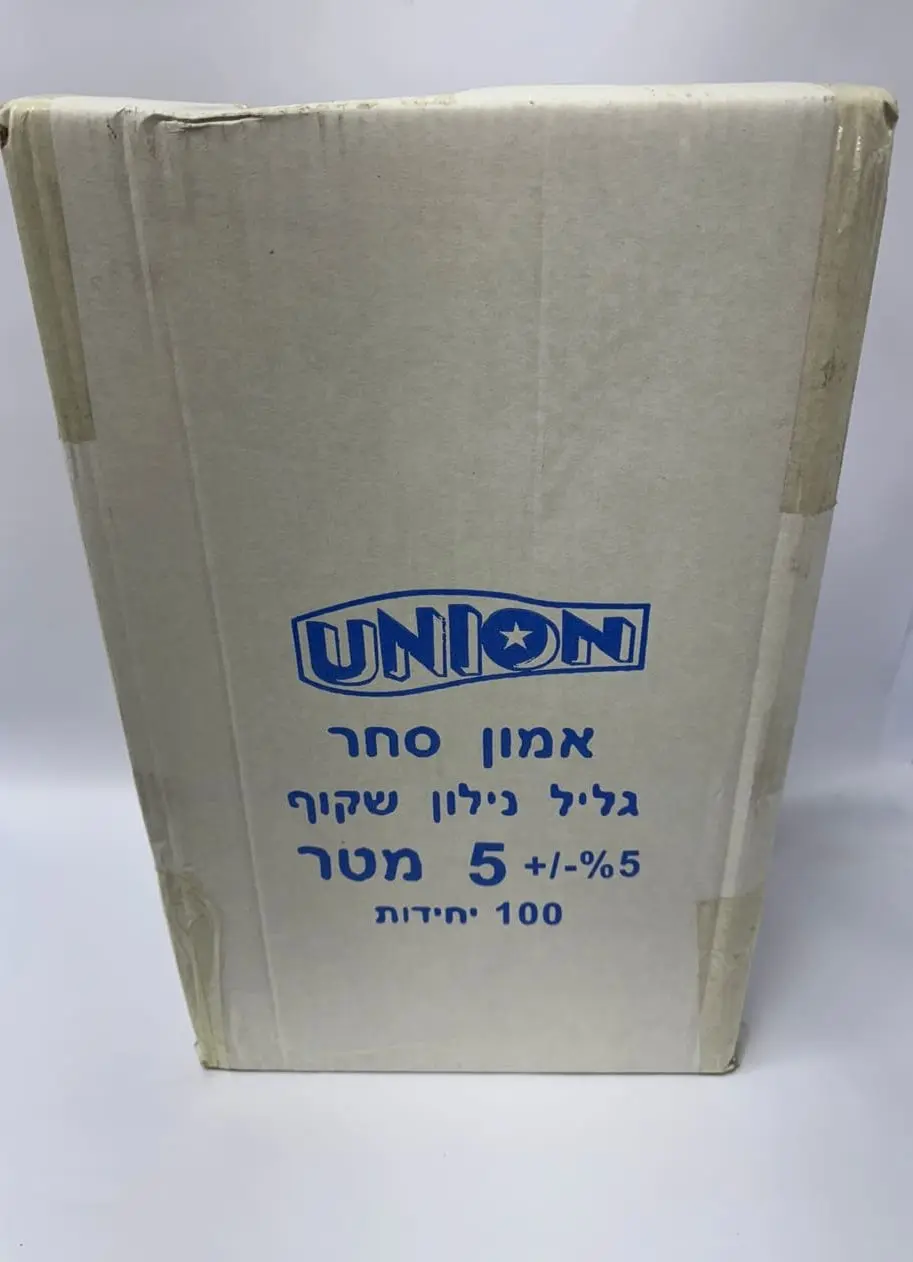 UNION
אמון סחר
גליל נילון שקוף
5 מטר +/-%5
100 יחידות